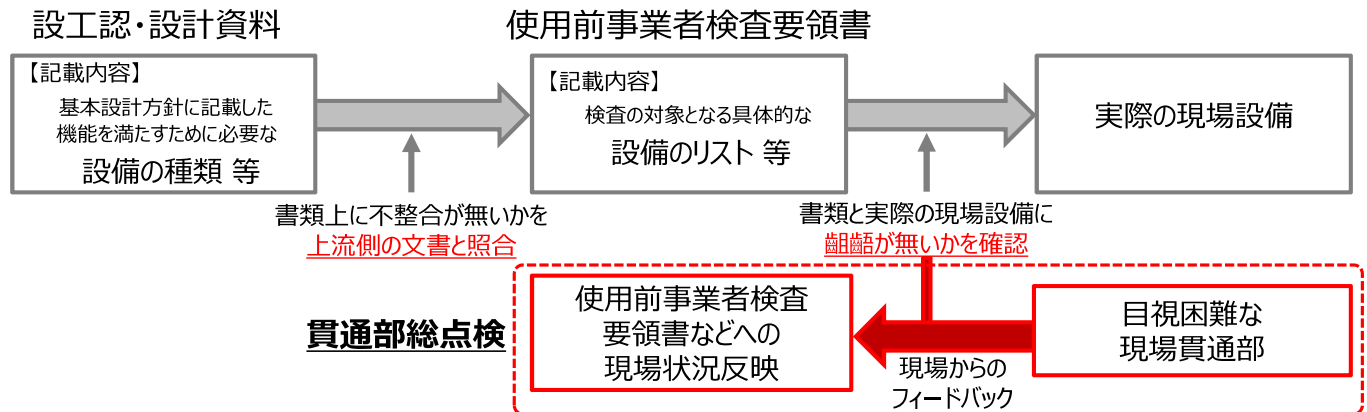 設工認・設計資料
【記載内容】
基本設計方針に記載した
機能を満たすために必要な
設備の種類 等
書類上に不整合が無いかを
上流側の文書と照合
使用前事業者検査要領書
【記載内容】
検査の対象となる具体的な
設備のリスト 等
書類と実際の現場設備に
齟齬が無いかを確認
実際の現場設備
貫通部総点検
使用前事業者検査
要領書などへの
現場状況反映
現場からの
フィードバック
目視困難な
現場貫通部